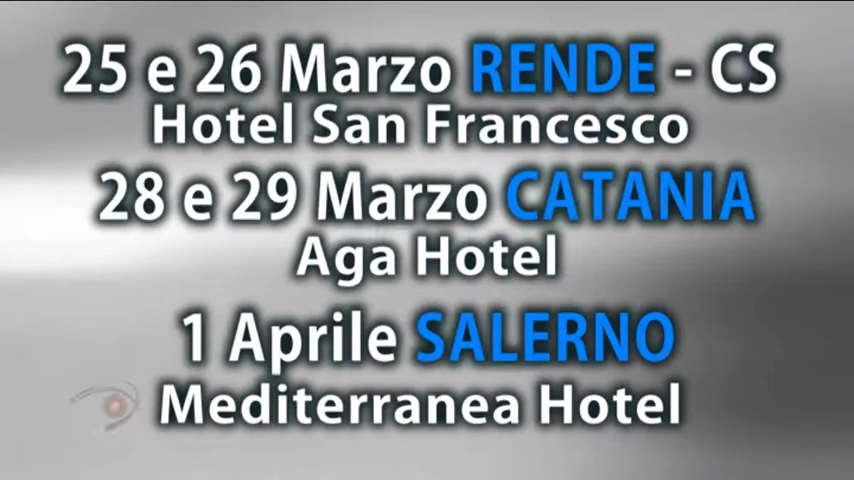 25 e 26 Marzo RENDE - CS
Hotel San Francesco
28 e 29 Marzo CATANIA
Aga Hotel
1 Aprile SALERNO
Mediterranea Hotel